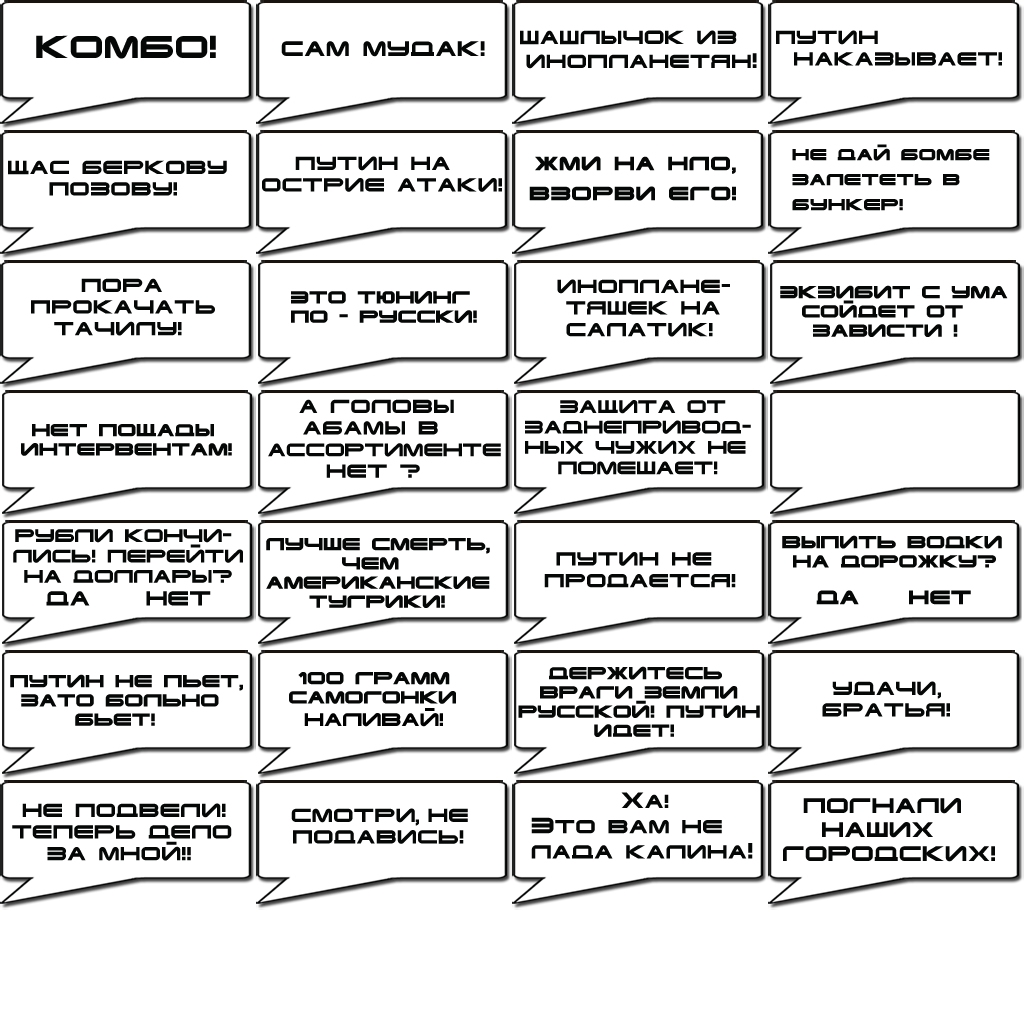 КОМБО!
САМ МУДАК!
ШАШЛЫЧОК ИЗ
ИНОПЛАНЕТЯН!
ПУТИН
НАКАЗЫВАЕТ!
ЩАС БЕРКОВУ
ПОЗОВУ!
ПУТИН НА
ОСТРИЕ АТАКИ!
ЖМИ НА НЛО,
ВЗОРВИ ЕГО!
НЕ ДАЙ БОМБЕ
ЗАЛЕТЕТЬ В
БУНКЕР!
ПОРА
ПРОКАЧАТЬ
ТАЧИЛУ!
ЭТО ТЮНИНГ
ПО - РУССКИ!
ИНОПЛАНЕ-
ТЯШЕК НА
САЛАТИК!
ЭКЗИБИТ С УМА
СОЙДЕТ ОТ
ЗАВИСТИ !
НЕТ ПОЩАДЫ
ИНТЕРВЕНТАМ!
А ГОЛОВЫ
АБАМЫ В
АССОРТИМЕНТЕ
НЕТ ?
ЗАЩИТА ОТ
ЗАДНЕПРИВОД-
НЫХ ЧУЖИХ НЕ
ПОМЕШАЕТ!
РУБЛИ КОНЧИ-
ЛИСЬ! ПЕРЕЙТИ
НА ДОЛЛАРЫ?
ДА НЕТ
ЛУЧШЕ СМЕРТЬ,
ЧЕМ
АМЕРИКАНСКИЕ
ТУГРИКИ!
ПУТИН НЕ
ПРОДАЕТСЯ!
ВЫПИТЬ ВОДКИ
НА ДОРОЖКУ?
ДА НЕТ
ПУТИН НЕ ПЬЕТ,
ЗАТО БОЛЬНО
БЬЕТ!
100 ГРАММ
САМОГОНКИ
НАЛИВАЙ!
ДЕРЖИТЕСЬ
ВРАГИ ЗЕМЛИ
РУССКОЙ! ПУТИН
ИДЕТ!
УДАЧИ,
БРАТЬЯ!
НЕ ПОДВЕЛИ!
ТЕПЕРЬ ДЕЛО
ЗА МНОЙ!!
СМОТРИ, НЕ
ПОДАВИСЬ!
Ха!
Это вам не
лада калина!
ПОГНАЛИ
НАШИХ
ГОРОДСКИХ!